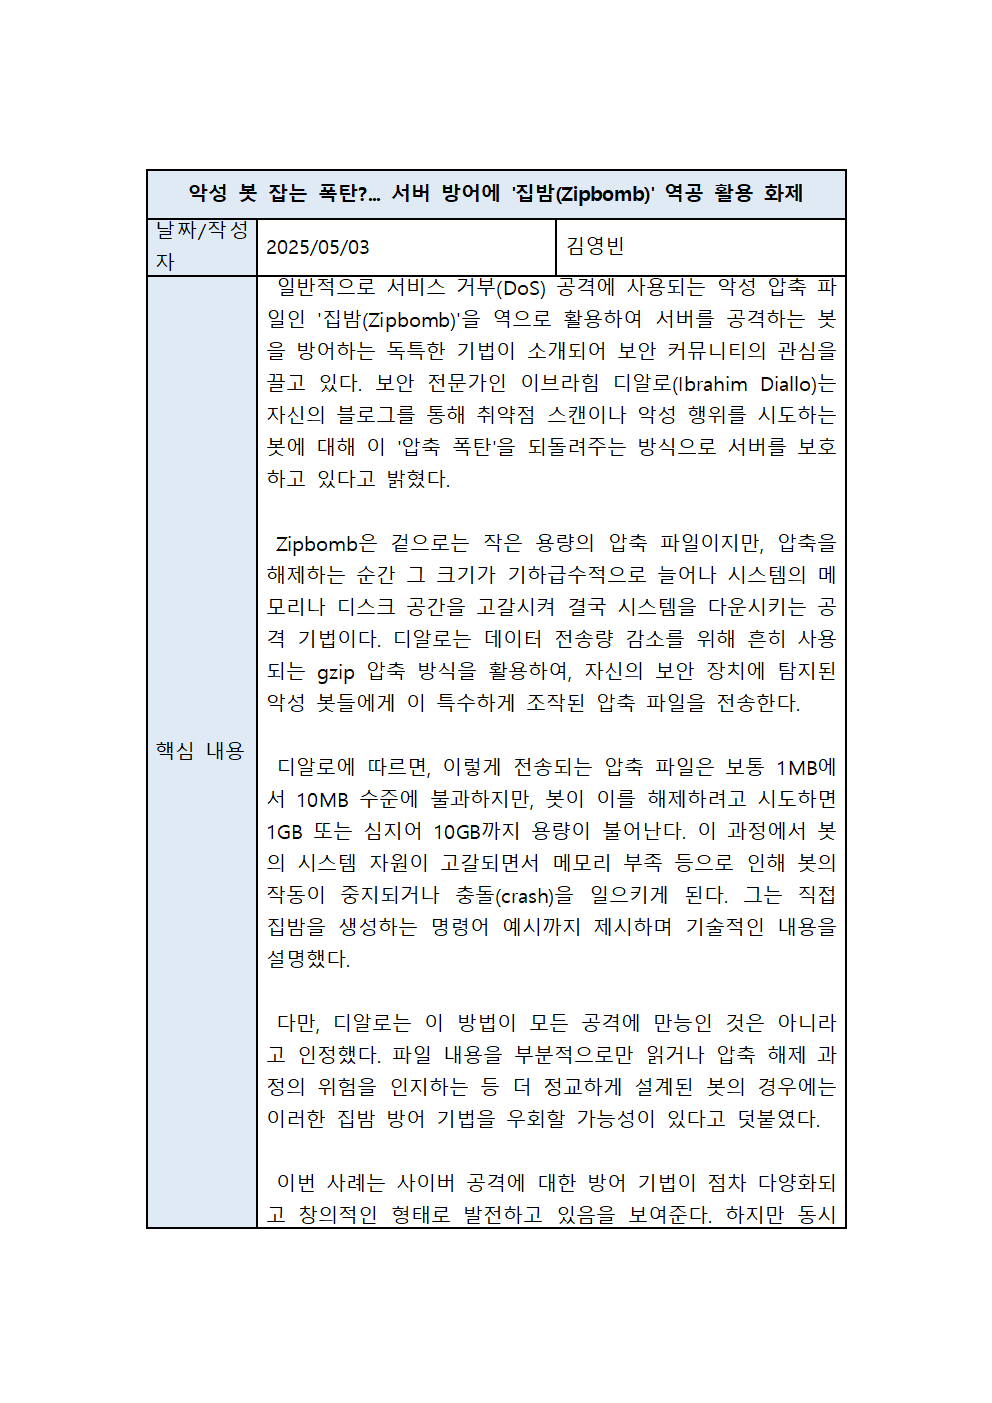 악성 봇 잡는 폭탄?... 서버 방어에 '집밤(Zipbomb)' 역공 활용 화제
날짜/작성
자
2025/05/03
김영빈
핵심 내용
일반적으로 서비스 거부(DoS) 공격에 사용되는 악성 압축 파
일인 '집밤(Zipbomb)'을 역으로 활용하여 서버를 공격하는 봇
을 방어하는 독특한 기법이 소개되어 보안 커뮤니티의 관심을
끌고 있다. 보안 전문가인 이브라힘 디알로(Ibrahim Diallo)는
자신의 블로그를 통해 취약점 스캔이나 악성 행위를 시도하는
봇에 대해 이 '압축 폭탄'을 되돌려주는 방식으로 서버를 보호
하고 있다고 밝혔다.
Zipbomb은 겉으로는 작은 용량의 압축 파일이지만, 압축을
해제하는 순간 그 크기가 기하급수적으로 늘어나 시스템의 메
모리나 디스크 공간을 고갈시켜 결국 시스템을 다운시키는 공
격 기법이다. 디알로는 데이터 전송량 감소를 위해 흔히 사용
되는 gzip 압축 방식을 활용하여, 자신의 보안 장치에 탐지된
악성 봇들에게 이 특수하게 조작된 압축 파일을 전송한다.
디알로에 따르면, 이렇게 전송되는 압축 파일은 보통 1MB에
서 10MB 수준에 불과하지만, 봇이 이를 해제하려고 시도하면
1GB 또는 심지어 10GB까지 용량이 불어난다. 이 과정에서 봇
의 시스템 자원이 고갈되면서 메모리 부족 등으로 인해 봇의
작동이 중지되거나 충돌(crash)을 일으키게 된다. 그는 직접
집밤을 생성하는 명령어 예시까지 제시하며 기술적인 내용을
설명했다.
다만, 디알로는 이 방법이 모든 공격에 만능인 것은 아니라
고 인정했다. 파일 내용을 부분적으로만 읽거나 압축 해제 과
정의 위험을 인지하는 등 더 정교하게 설계된 봇의 경우에는
이러한 집밤 방어 기법을 우회할 가능성이 있다고 덧붙였다.
이번 사례는 사이버 공격에 대한 방어 기법이 점차 다양화되
고 창의적인 형태로 발전하고 있음을 보여준다. 하지만 동시